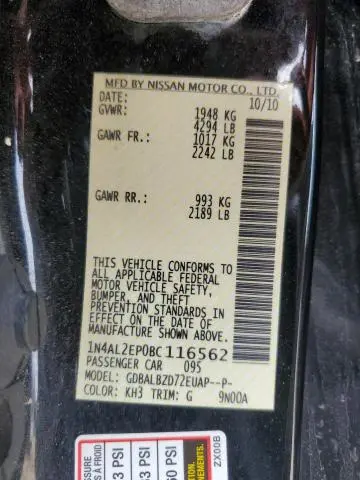 MFD BY NISSAN MOTOR CO., LTD.
DATE: 10/10
GVWR: 1948 KG
4294 LB
GAWR FR.: 1017 KG
2242 LB
GAWR RR.: 993 KG
2189 LB
THIS VEHICLE CONFORMS TO
ALL APPLICABLE FEDERAL
MOTOR VEHICLE SAFETY,
BUMPER, AND THEFT
PREVENTION STANDARDS IN
EFFECT ON THE DATE OF
MANUFACTURE SHOWN ABOVE.
1N4AL2EP0BC116562
PASSENGER CAR 095
MODEL: GDBALBZD72EUAP--P-
COLOR: KH3 TRIM: G 9N00A
ZX00B
PSI
PSI
PSI